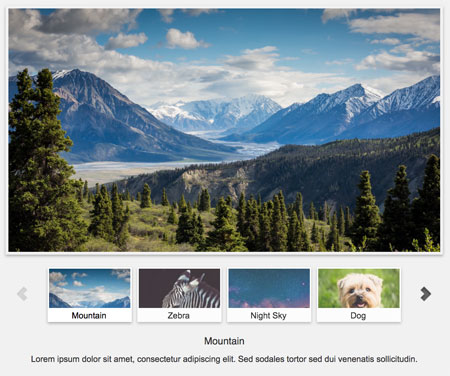 Mountain
Zebra
Night Sky
Dog
Mountain
Lorem ipsum dolor sit amet, consectetur adipiscing elit. Sed sodales tortor sed dui venenatis sollicitudin.